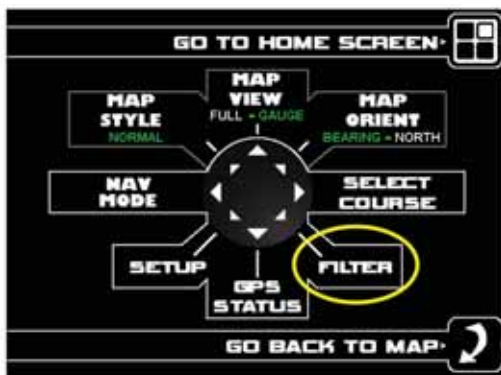 GO TO HOME SCREEN
MAP
VIEW
FULL - GAUGE
MAP
STYLE
NORMAL
MAP
ORIENT
BEARING - NORTH
NAV
MODE
SELECT
COURSE
SETUP
FILTER
GPS
STATUS
GO BACK TO MAP